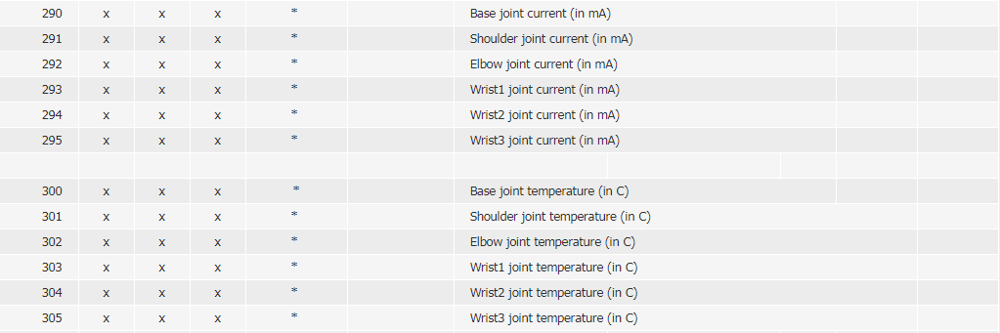 290 x x x * Base joint current (in mA)
291 x x x * Shoulder joint current (in mA)
292 x x x * Elbow joint current (in mA)
293 x x x * Wrist1 joint current (in mA)
294 x x x * Wrist2 joint current (in mA)
295 x x x * Wrist3 joint current (in mA)
300 x x x * Base joint temperature (in C)
301 x x x * Shoulder joint temperature (in C)
302 x x x * Elbow joint temperature (in C)
303 x x x * Wrist1 joint temperature (in C)
304 x x x * Wrist2 joint temperature (in C)
305 x x x * Wrist3 joint temperature (in C)